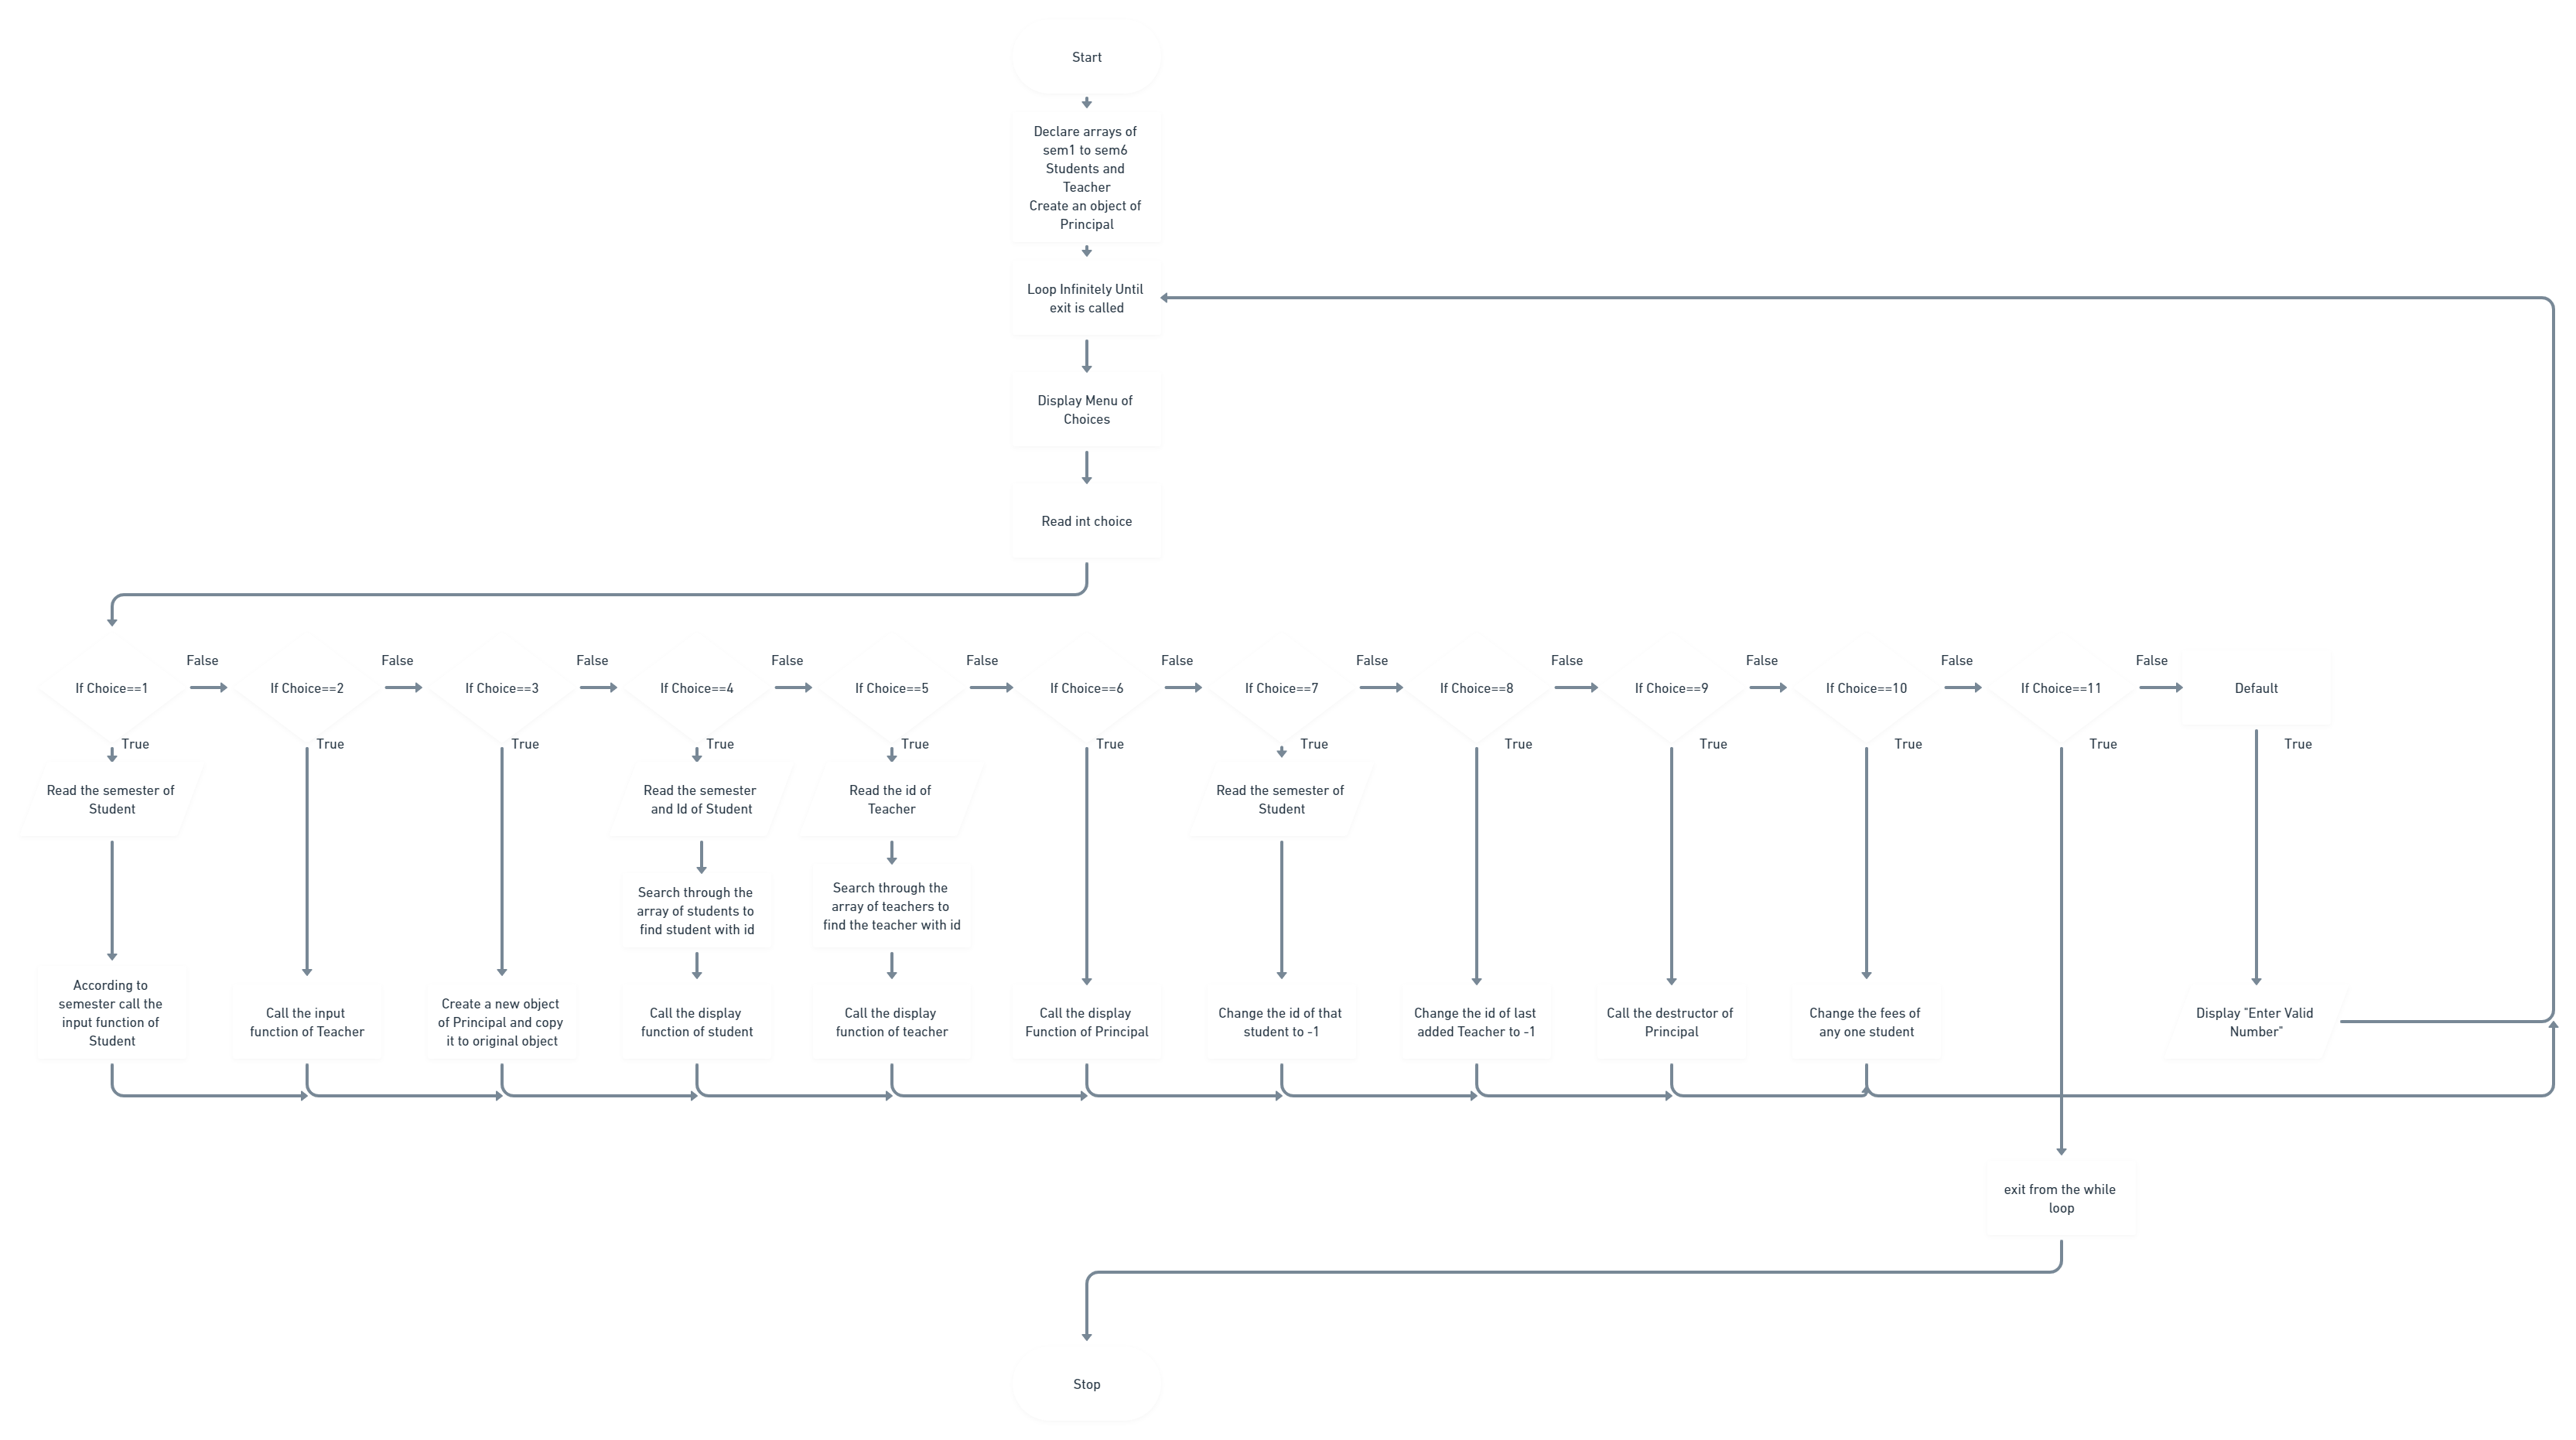 Start
Declare arrays of
sem1 to sem6
Students and
Teacher
Create an object of
Principal
Loop Infinitely Until
exit is called
Display Menu of
Choices
Read int choice
If Choice==1
False
If Choice==2
False
If Choice==3
False
If Choice==4
False
If Choice==5
False
If Choice==6
False
If Choice==7
False
If Choice==8
False
If Choice==9
False
If Choice==10
False
If Choice==11
False
Default
True
True
True
True
True
True
True
True
True
True
True
True
Read the semester of
Student
Read the semester
and Id of Student
Read the id of
Teacher
Read the semester of
Student
Search through the
array of students to
find student with id
Search through the
array of teachers to
find the teacher with id
According to
semester call the
input function of
Student
Call the input
function of Teacher
Create a new object
of Principal and copy
it to original object
Call the display
function of student
Call the display
function of teacher
Call the display
Function of Principal
Change the id of that
student to -1
Change the id of last
added Teacher to -1
Call the destructor of
Principal
Change the fees of
any one student
Display "Enter Valid
Number"
exit from the while
loop
Stop